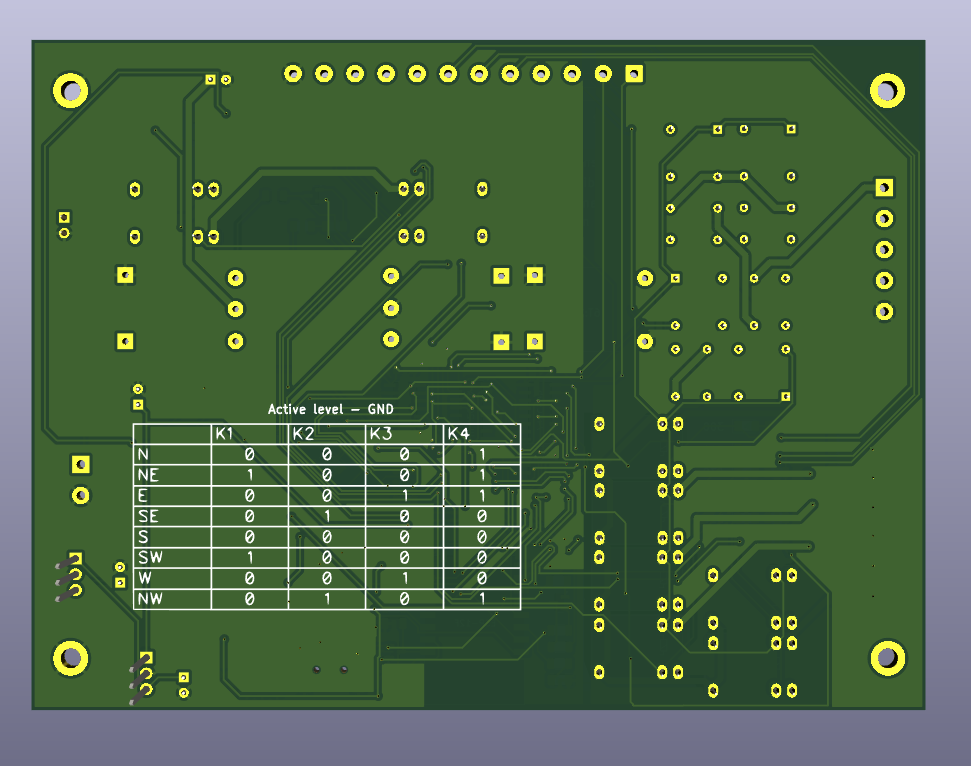 Active level – GND
K1 K2 K3 K4
N 0 0 0 1
NE 1 0 0 1
E 0 0 1 1
SE 0 1 0 0
S 0 0 0 0
SW 1 0 0 0
W 0 0 1 0
NW 0 1 0 1